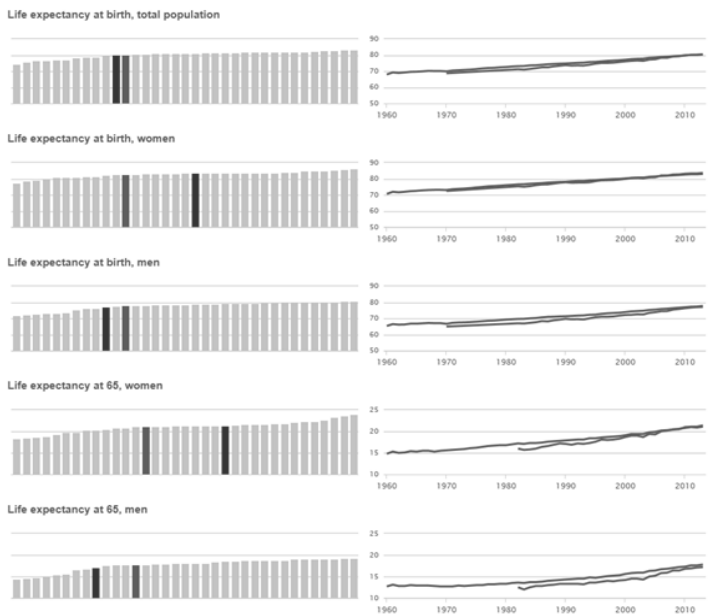 Life expectancy at birth, total population
90
80
70
60
50
1960 1970 1980 1990 2000 2010
Life expectancy at birth, women
90
80
70
60
50
1960 1970 1980 1990 2000 2010
Life expectancy at birth, men
90
80
70
60
50
1960 1970 1980 1990 2000 2010
Life expectancy at 65, women
25
20
15
10
1960 1970 1980 1990 2000 2010
Life expectancy at 65, men
25
20
15
10
1960 1970 1980 1990 2000 2010